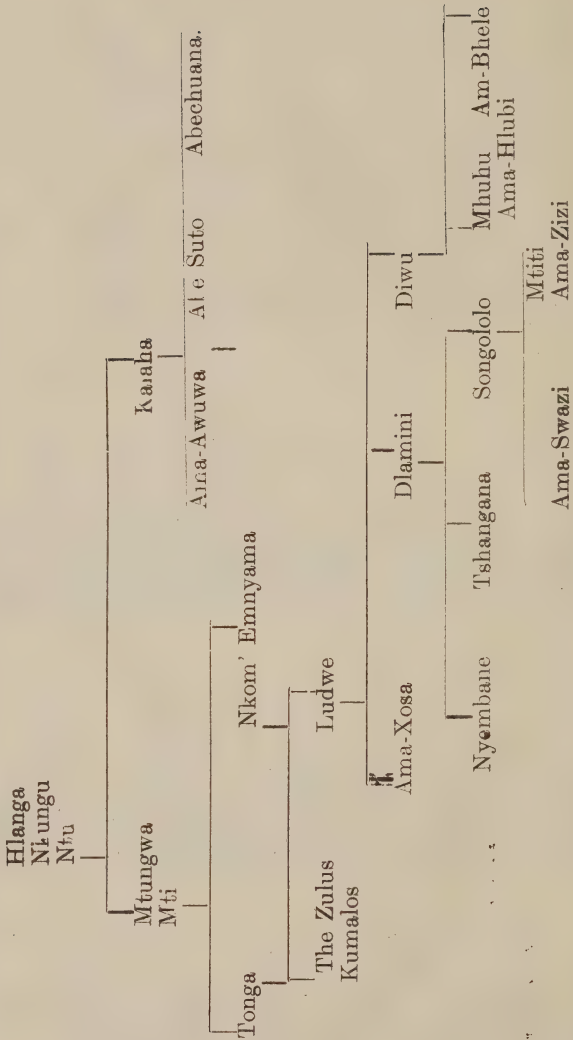 Hlanga
Nkungu
Ntu
Mtungwa Kalaha
Mti
Ama-Awuwa Abe Suto Abechuana.
Tonga Nkom' Emnyama
The Zulus Ludwe
Kumalos
Ama-Xosa Dlamini Diwu
Nyembane Tshangana Songololo Mhuhu Am-Bhele
Ama-Hlubi
Mtiti
Ama-Swazi Ama-Zizi